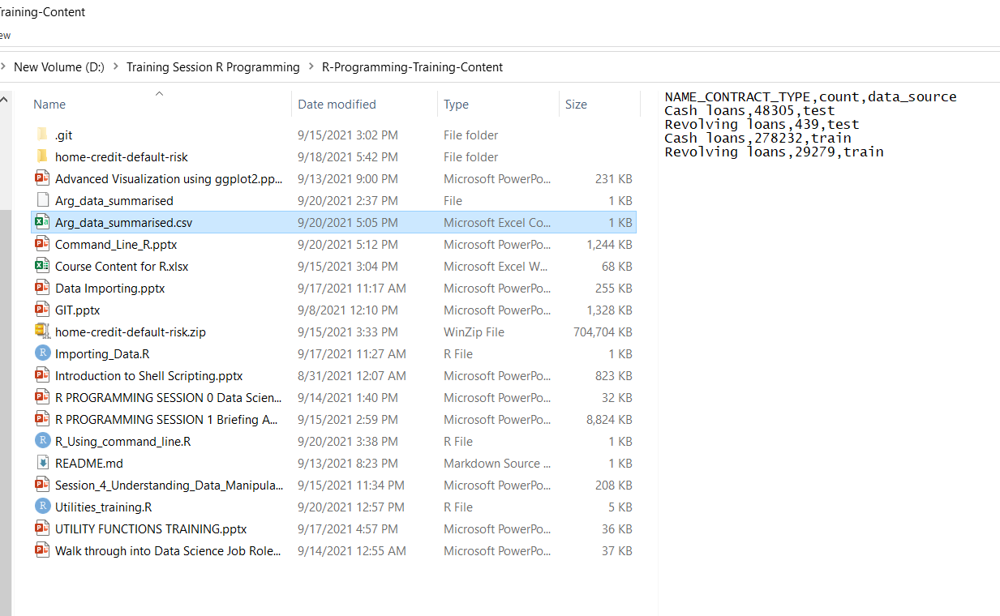 Training-Content
ew
New Volume (D:) > Training Session R Programming > R-Programming-Training-Content
Name Date modified Type Size
.git 9/15/2021 3:02 PM File folder
home-credit-default-risk 9/18/2021 5:42 PM File folder
Advanced Visualization using ggplot2.pp... 9/13/2021 9:00 PM Microsoft PowerPo... 231 KB
Arg_data_summarised 9/20/2021 2:37 PM File 1 KB
Arg_data_summarised.csv 9/20/2021 5:05 PM Microsoft Excel Co... 1 KB
Command_Line_R.pptx 9/20/2021 5:12 PM Microsoft PowerPo... 1,244 KB
Course Content for R.xlsx 9/15/2021 3:04 PM Microsoft Excel W... 68 KB
Data Importing.pptx 9/17/2021 11:17 AM Microsoft PowerPo... 255 KB
GIT.pptx 9/8/2021 12:10 PM Microsoft PowerPo... 1,328 KB
home-credit-default-risk.zip 9/15/2021 3:33 PM WinZip File 704,704 KB
Importing_Data.R 9/17/2021 11:27 AM R File 1 KB
Introduction to Shell Scripting.pptx 8/31/2021 12:07 AM Microsoft PowerPo... 823 KB
R PROGRAMMING SESSION 0 Data Scien... 9/14/2021 1:40 PM Microsoft PowerPo... 32 KB
R PROGRAMMING SESSION 1 Briefing A... 9/15/2021 2:59 PM Microsoft PowerPo... 8,824 KB
R_Using_command_line.R 9/20/2021 3:38 PM R File 1 KB
README.md 9/13/2021 8:23 PM Markdown Source ... 1 KB
Session_4_Understanding_Data_Manipula... 9/15/2021 11:34 PM Microsoft PowerPo... 208 KB
Utilities_training.R 9/20/2021 12:57 PM R File 5 KB
UTILITY FUNCTIONS TRAINING.pptx 9/17/2021 4:57 PM Microsoft PowerPo... 36 KB
Walk through into Data Science Job Role... 9/14/2021 12:55 AM Microsoft PowerPo... 37 KB
NAME_CONTRACT_TYPE,count,data_source
Cash loans,48305,test
Revolving loans,439,test
Cash loans,278232,train
Revolving loans,29279,train